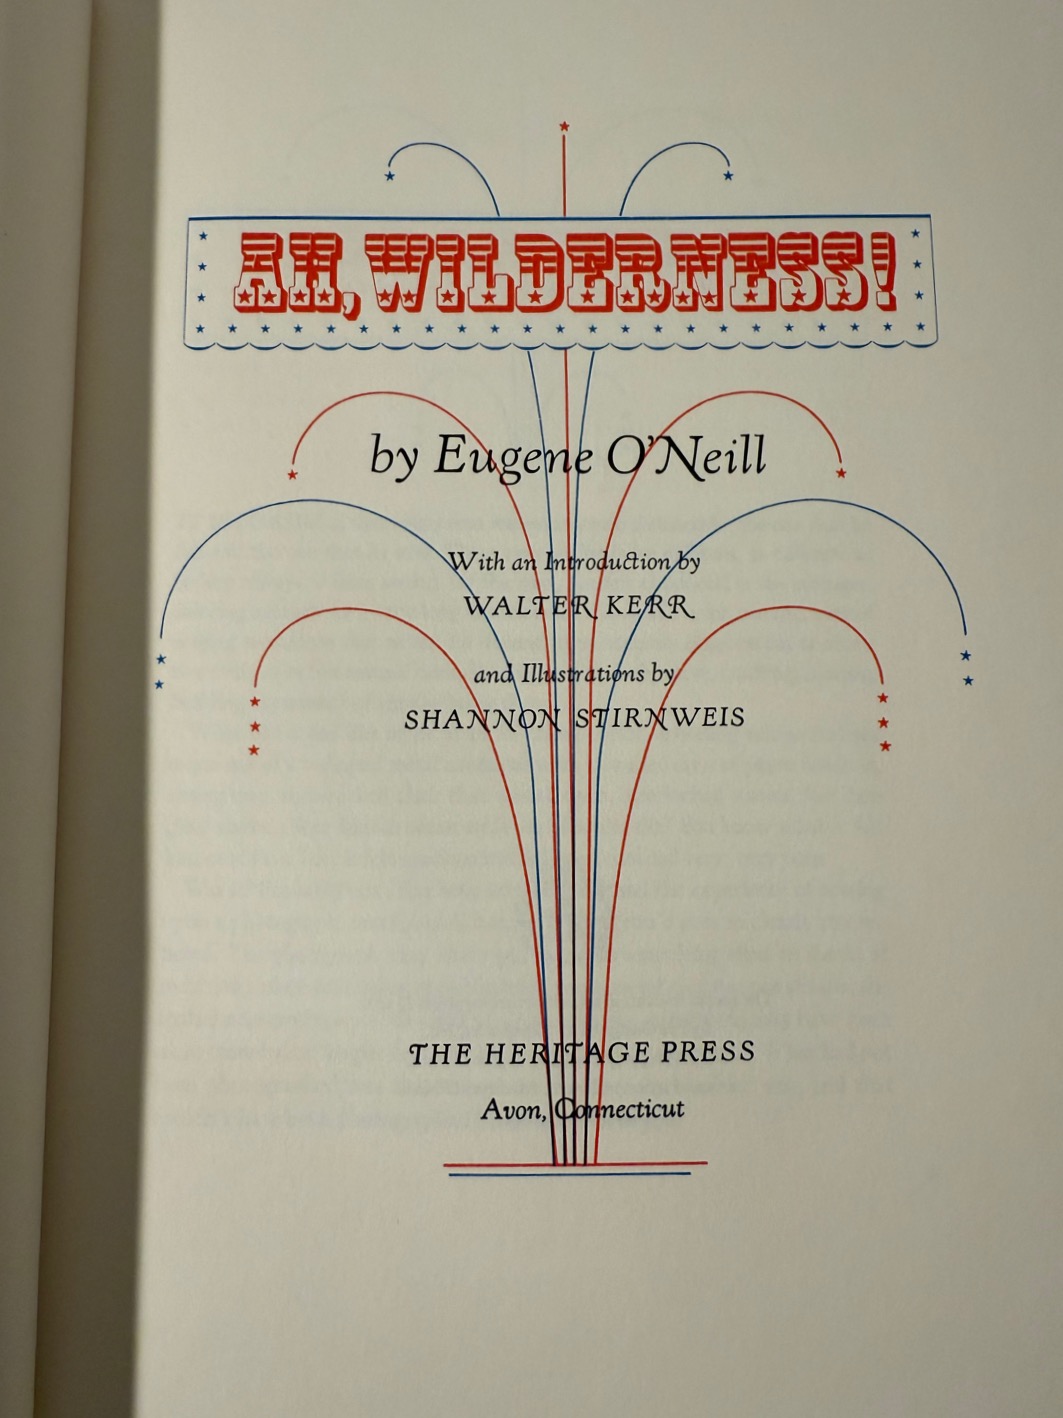 AH, WILDERNESS!
by Eugene O'Neill
With an Introduction by
WALTER KERR
and Illustrations by
SHANNON STIRNWEIS
THE HERITAGE PRESS
Avon, Connecticut